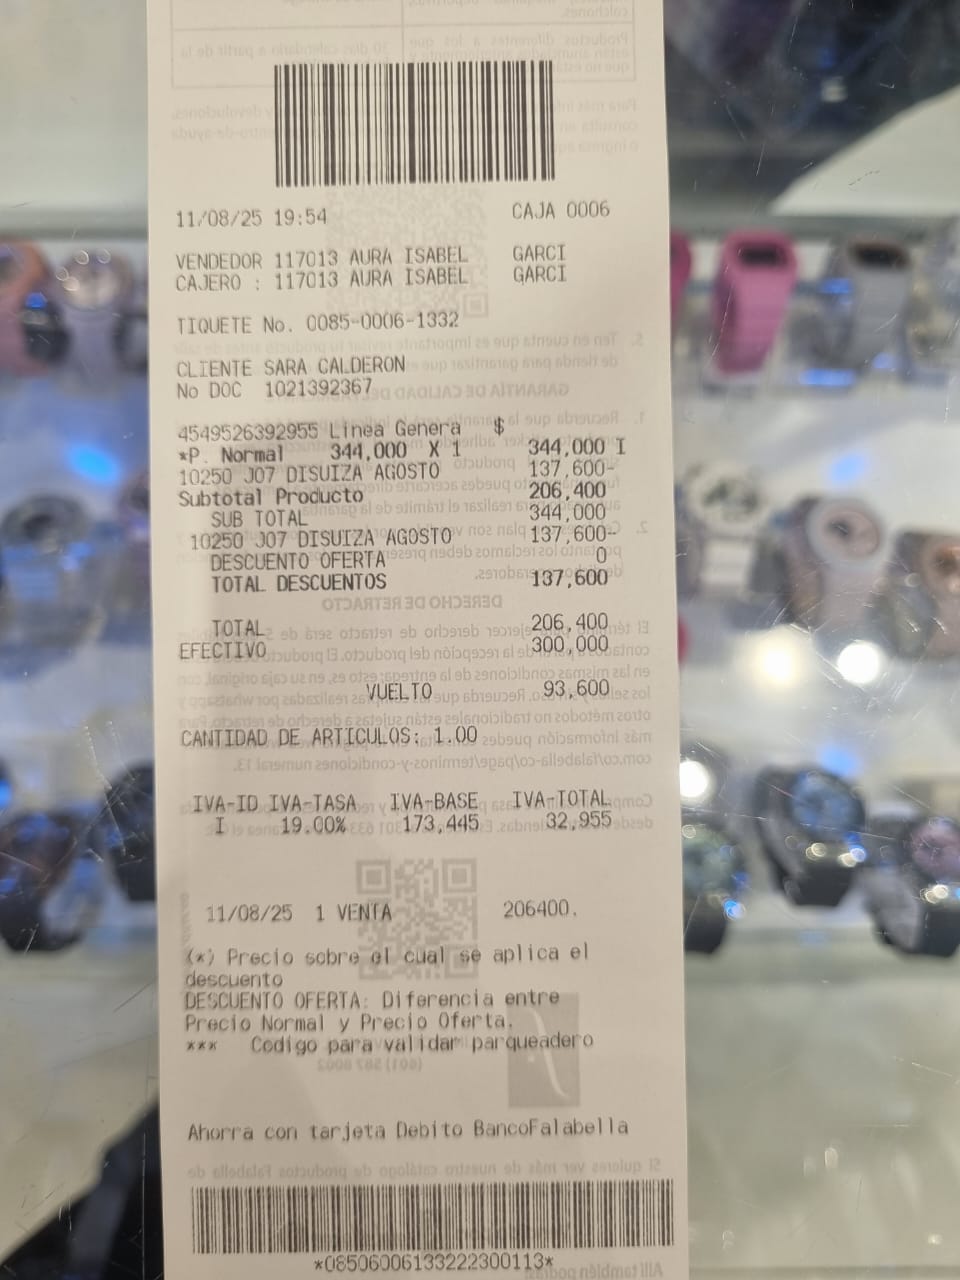 11/08/25 19:54 CAJA 0006
VENDEDOR 117013 AURA ISABEL GARCI
CAJERO : 117013 AURA ISABEL GARCI
TIQUETE No. 0085-0006-1332
CLIENTE SARA CALDERON
No DOC 1021392367
4549526392955 Linea Genera $
*P. Normal 344,000 X 1 344,000 I
10250 J07 DISUIZA AGOSTO 137,600-
Subtotal Producto 206,400
SUB TOTAL 344,000
10250 J07 DISUIZA AGOSTO 137,600-
DESCUENTO OFERTA 0
TOTAL DESCUENTOS 137,600
TOTAL 206,400
EFECTIVO 300,000
VUELTO 93,600
CANTIDAD DE ARTICULOS: 1.00
IVA-ID IVA-TASA IVA-BASE IVA-TOTAL
I 19.00% 173,445 32,955
11/08/25 1 VENTA 206400.
(*) Precio sobre el cual se aplica el
descuento
DESCUENTO OFERTA: Diferencia entre
Precio Normal y Precio Oferta.
*** Codigo para validar parqueadero
Ahorra con tarjeta Debito BancoFalabella
*08506006133222300113*